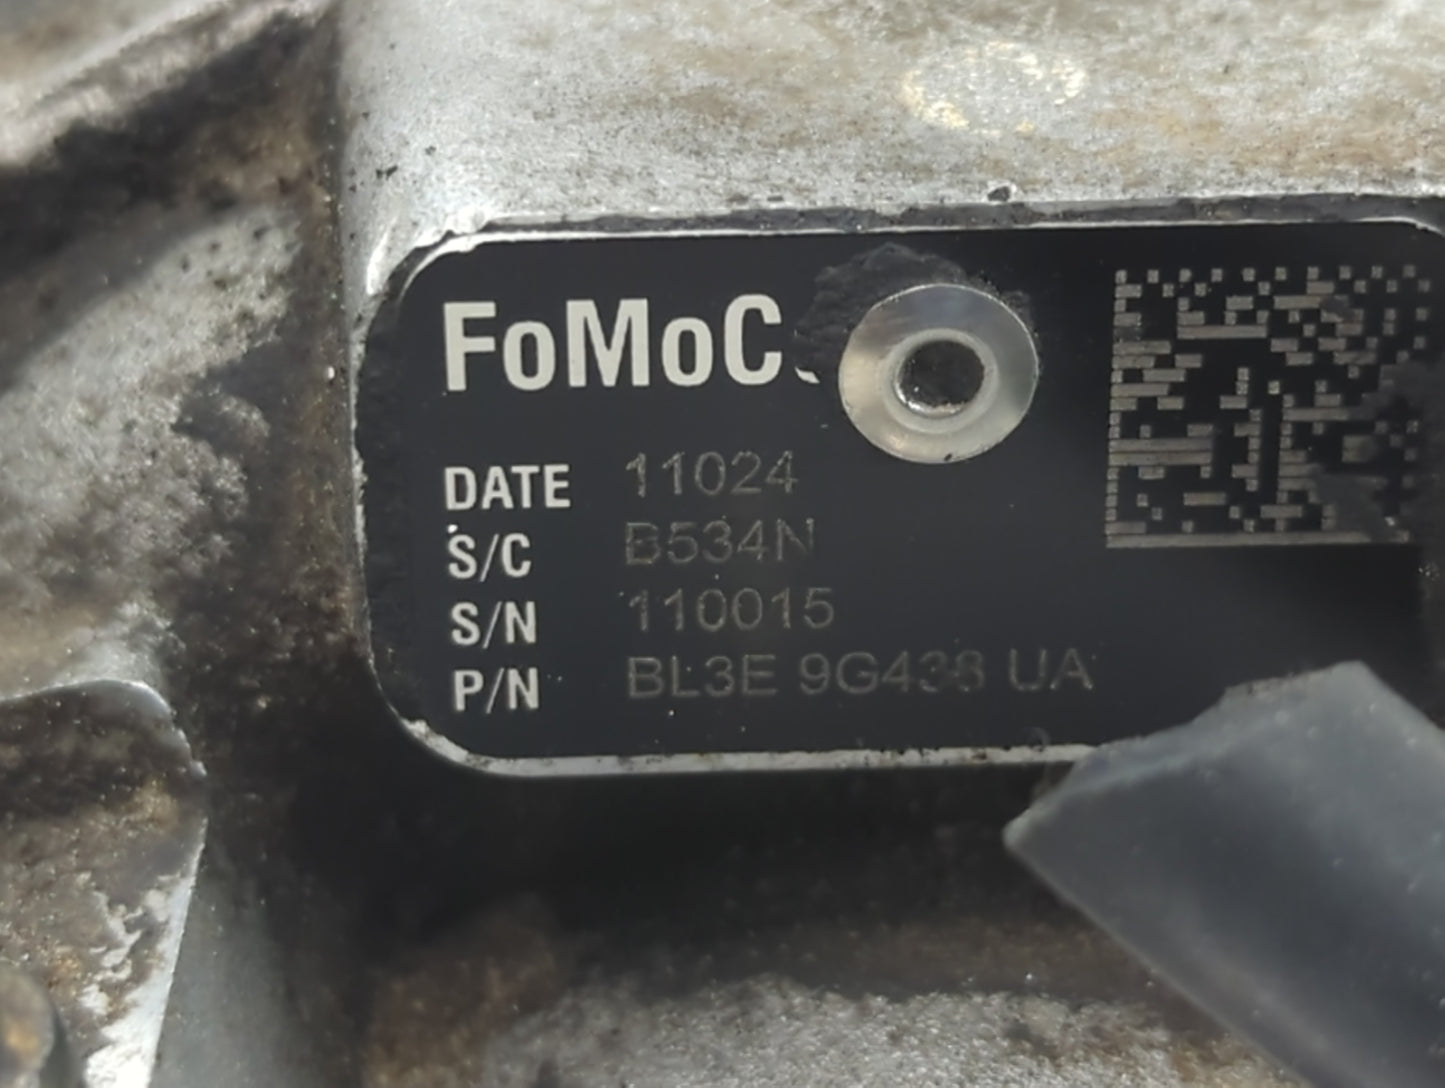 FoMoC
DATE 11024
S/C B534N
S/N 110015
P/N BL3E 9G438 UA